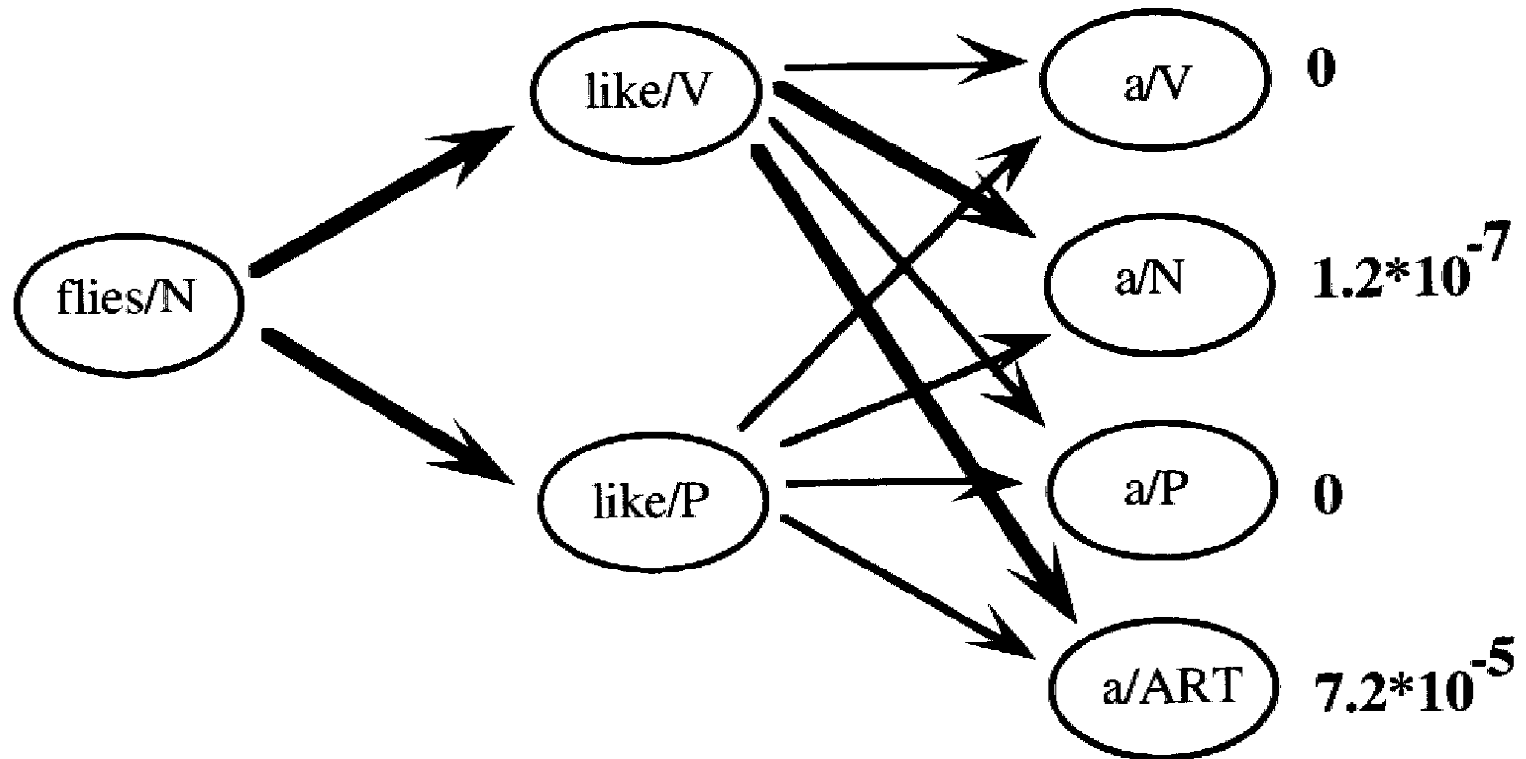 like/V
a/V 0
flies/N
a/N 1.2*10^-7
like/P
a/P 0
a/ART 7.2*10^-5